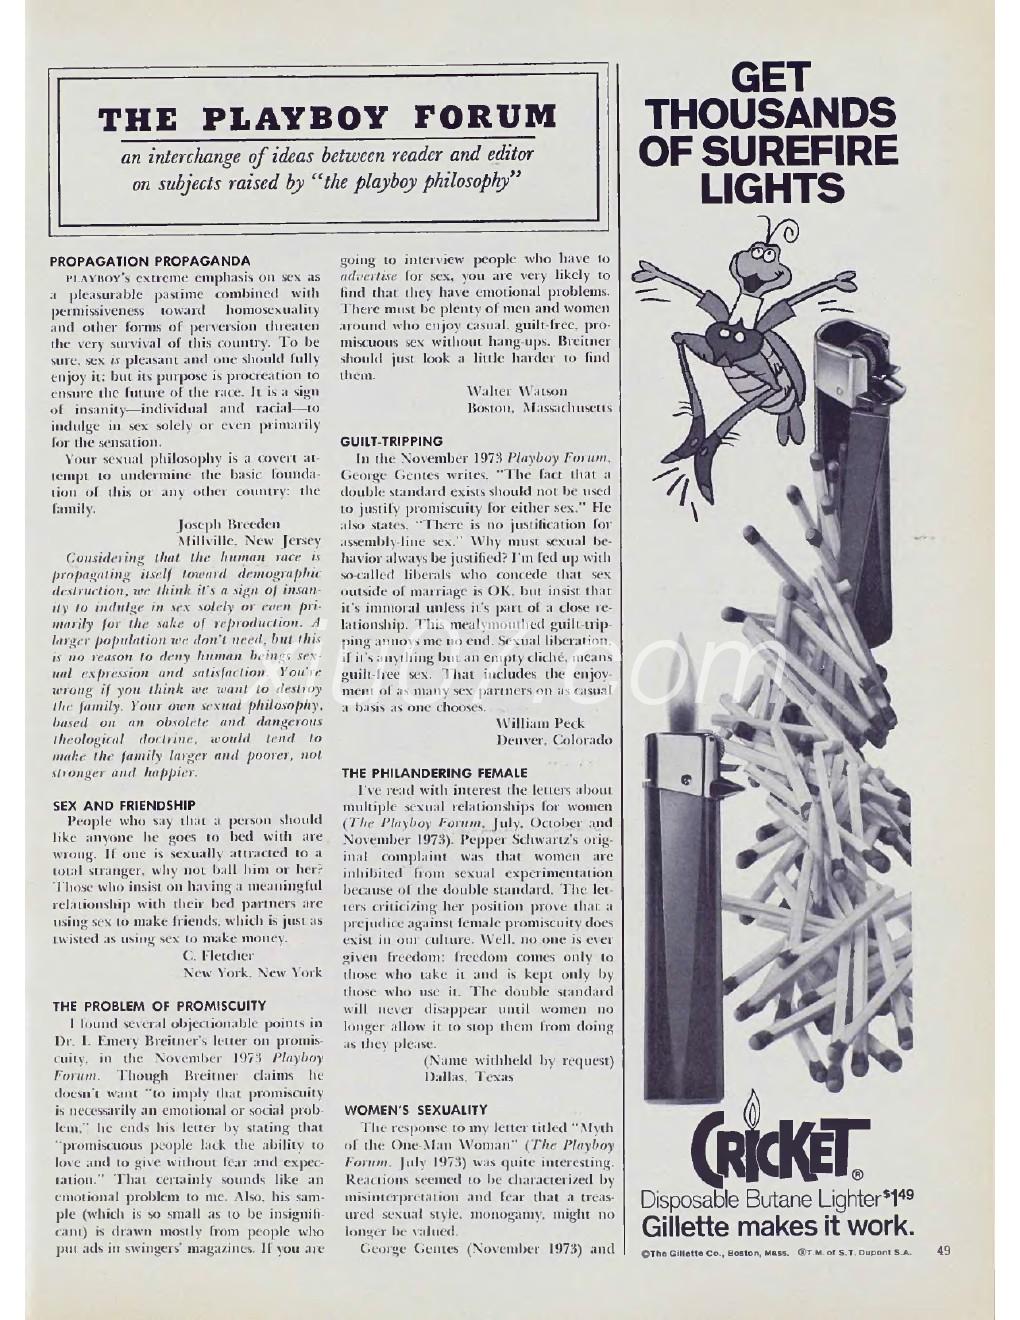 THE PLAYBOY FORUM
an interchange of ideas between reader and editor
on subjects raised by "the playboy philosophy"
PROPAGATION PROPAGANDA
PLAYBOY's extreme emphasis on sex as
a pleasurable pastime combined with
permissiveness toward homosexuality
and other forms of perversion threaten
the very survival of this country. To be
sure, sex is pleasant and one should fully
enjoy it; but its purpose is procreation to
ensure the future of the race. It is a sign
of insanity—individual and racial—to
indulge in sex solely or even primarily
for the sensation.
Your sexual philosophy is a covert at-
tempt to undermine the basic founda-
tion of this or any other country: the
family.
Joseph Breeden
Millville, New Jersey
Considering that the human race is
propagating itself toward demographic
destruction, we think it's a sign of insan-
ity to indulge in sex solely or even pri-
marily for the sake of reproduction. A
larger population we don't need, but this
is no reason to deny human beings sex-
ual expression and satisfaction. You're
wrong if you think we want to destroy
the family. Your own sexual philosophy,
based on an obsolete and dangerous
theological doctrine, would tend to
make the family larger and poorer, not
stronger and happier.
SEX AND FRIENDSHIP
People who say that a person should
like anyone he goes to bed with are
wrong. If one is sexually attracted to a
total stranger, why not ball him or her?
Those who insist on having a meaningful
relationship with their bed partners are
using sex to make friends, which is just as
twisted as using sex to make money.
C. Fletcher
New York, New York
THE PROBLEM OF PROMISCUITY
I found several objectionable points in
Dr. I. Emery Breitner's letter on promis-
cuity, in the November 1973 Playboy
Forum. Though Breitner claims he
doesn't want "to imply that promiscuity
is necessarily an emotional or social prob-
lem," he ends his letter by stating that
"promiscuous people lack the ability to
love and to give without fear and expec-
tation." That certainly sounds like an
emotional problem to me. Also, his sam-
ple (which is so small as to be insignifi-
cant) is drawn mostly from people who
put ads in swingers' magazines. If you are
going to interview people who have to
advertise for sex, you are very likely to
find that they have emotional problems.
There must be plenty of men and women
around who enjoy casual, guilt-free, pro-
miscuous sex without hang-ups. Breitner
should just look a little harder to find
them.
Walter Watson
Boston, Massachusetts
GUILT-TRIPPING
In the November 1973 Playboy Forum,
George Gentes writes, "The fact that a
double standard exists should not be used
to justify promiscuity for either sex." He
also states, "There is no justification for
assembly-line sex." Why must sexual be-
havior always be justified? I'm fed up with
so-called liberals who concede that sex
outside of marriage is OK, but insist that
it's immoral unless it's part of a close re-
lationship. This mealymouthed guilt-trip-
ping annoys me no end. Sexual liberation,
if it's anything but an empty cliché, means
guilt-free sex. That includes the enjoy-
ment of as many sex partners on as casual
a basis as one chooses.
William Peck
Denver, Colorado
THE PHILANDERING FEMALE
I've read with interest the letters about
multiple sexual relationships for women
(The Playboy Forum, July, October and
November 1973). Pepper Schwartz's orig-
inal complaint was that women are
inhibited from sexual experimentation
because of the double standard. The let-
ters criticizing her position prove that a
prejudice against female promiscuity does
exist in our culture. Well, no one is ever
given freedom; freedom comes only to
those who take it and is kept only by
those who use it. The double standard
will never disappear until women no
longer allow it to stop them from doing
as they please.
(Name withheld by request)
Dallas, Texas
WOMEN'S SEXUALITY
The response to my letter titled "Myth
of the One-Man Woman" (The Playboy
Forum, July 1973) was quite interesting.
Reactions seemed to be characterized by
misinterpretation and fear that a treas-
ured sexual style, monogamy, might no
longer be valued.
George Gentes (November 1973) and
GET
THOUSANDS
OF SUREFIRE
LIGHTS
CRICKET®
Disposable Butane Lighter $1 49
Gillette makes it work.
©The Gillette Co., Boston, Mass. ®T.M. of S.T. Dupont S.A.
49